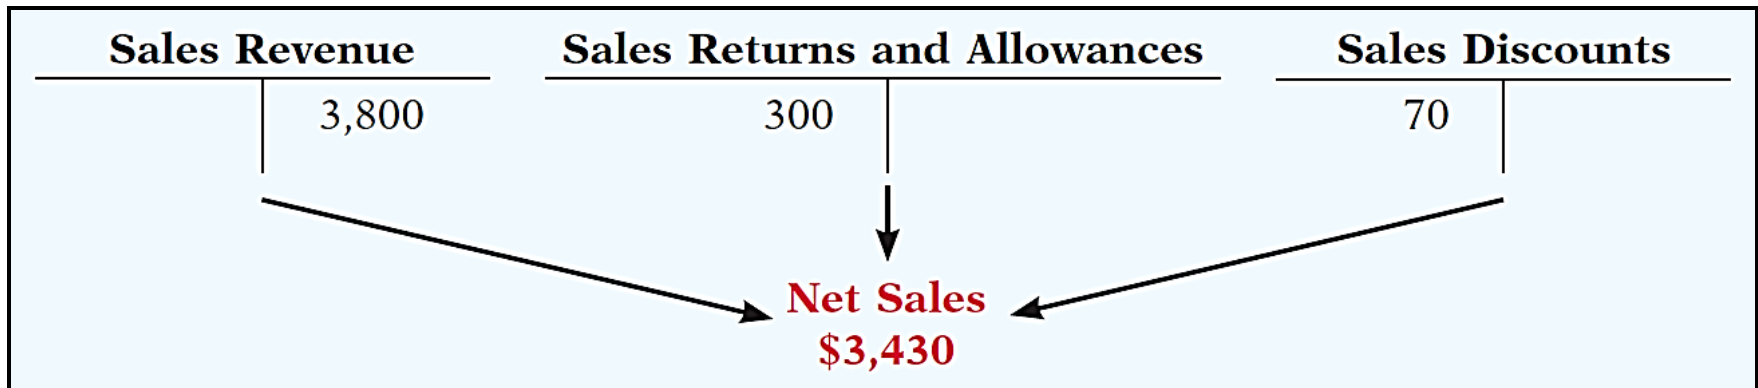 Sales Revenue
Sales Returns and Allowances
Sales Discounts
3,800
300
70
Net Sales
$3,430